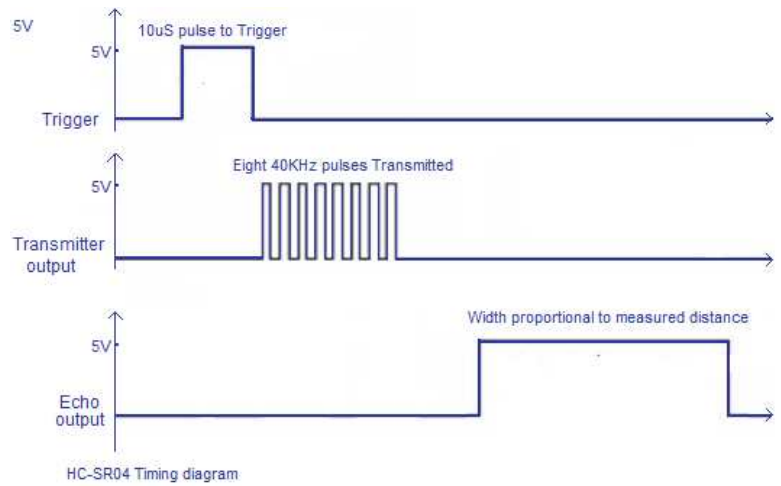 5V
10uS pulse to Trigger
5V
Trigger
Eight 40KHz pulses Transmitted
5V
Transmitter
output
Width proportional to measured distance
5V
Echo
output
HC-SR04 Timing diagram